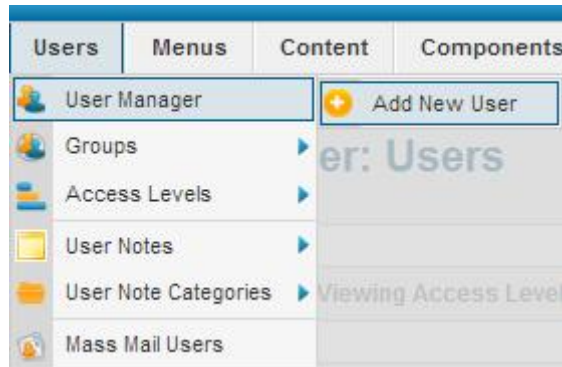 Users Menus Content Components
User Manager Add New User
Groups er: Users
Access Levels
User Notes
User Note Categories Viewing Access Level
Mass Mail Users